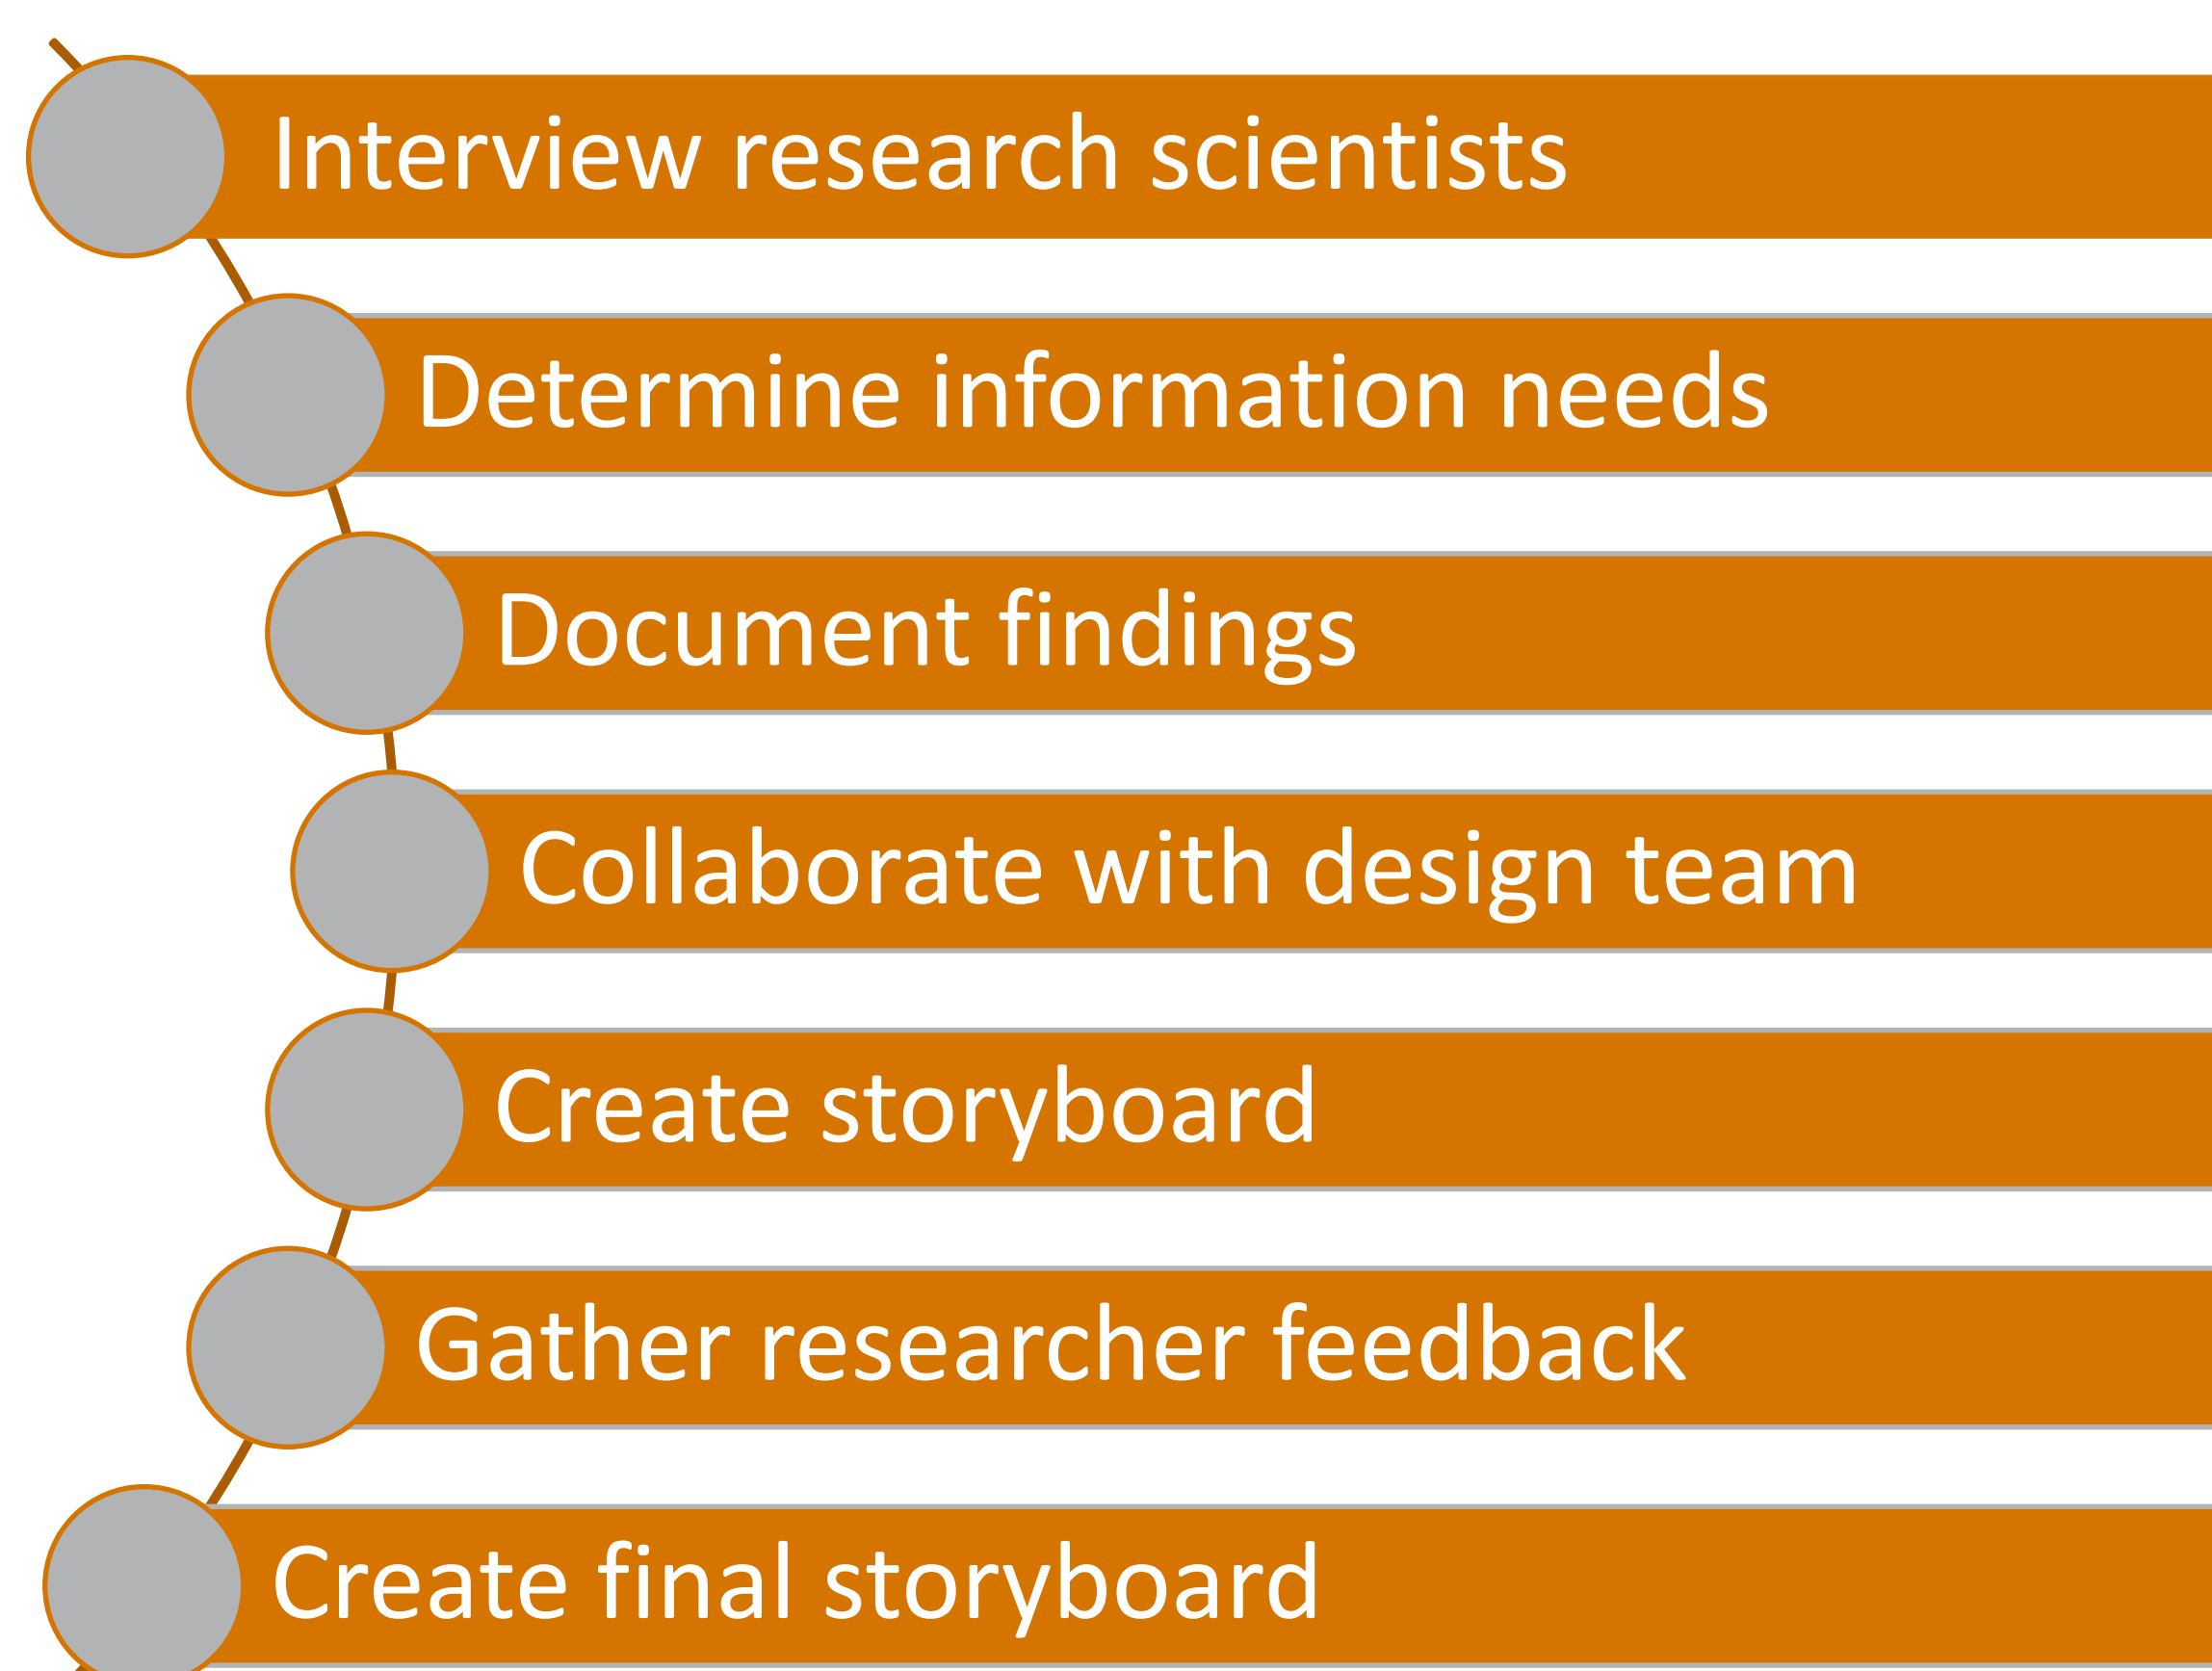 Interview research scientists
Determine information needs
Document findings
Collaborate with design team
Create storyboard
Gather researcher feedback
Create final storyboard